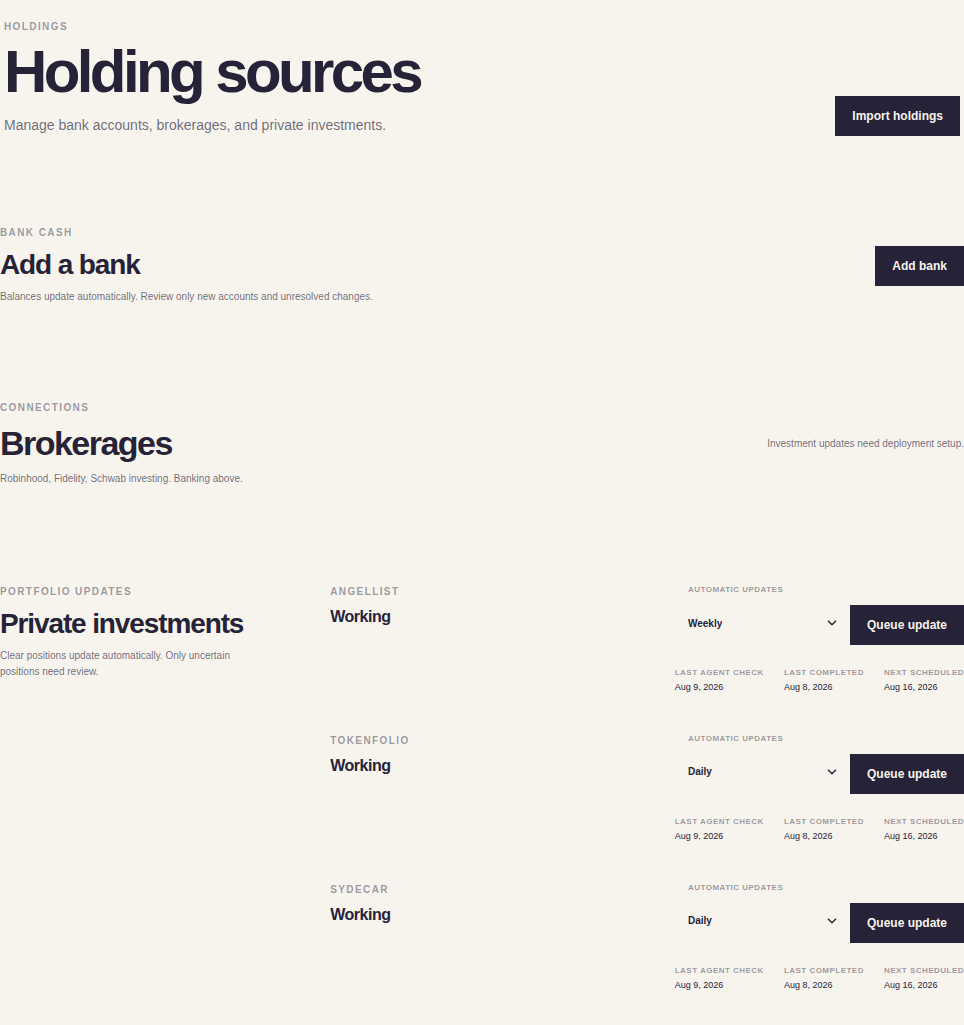 HOLDINGS
Holding sources
Manage bank accounts, brokerages, and private investments.
Import holdings
BANK CASH
Add a bank
Balances update automatically. Review only new accounts and unresolved changes.
Add bank
CONNECTIONS
Brokerages
Robinhood, Fidelity, Schwab investing. Banking above.
Investment updates need deployment setup.
PORTFOLIO UPDATES
Private investments
Clear positions update automatically. Only uncertain
positions need review.
ANGELLIST
Working
AUTOMATIC UPDATES
Weekly
Queue update
LAST AGENT CHECK LAST COMPLETED NEXT SCHEDULED
Aug 9, 2026 Aug 8, 2026 Aug 16, 2026
TOKENFOLIO
Working
AUTOMATIC UPDATES
Daily
Queue update
LAST AGENT CHECK LAST COMPLETED NEXT SCHEDULED
Aug 9, 2026 Aug 8, 2026 Aug 16, 2026
SYDECAR
Working
AUTOMATIC UPDATES
Daily
Queue update
LAST AGENT CHECK LAST COMPLETED NEXT SCHEDULED
Aug 9, 2026 Aug 8, 2026 Aug 16, 2026